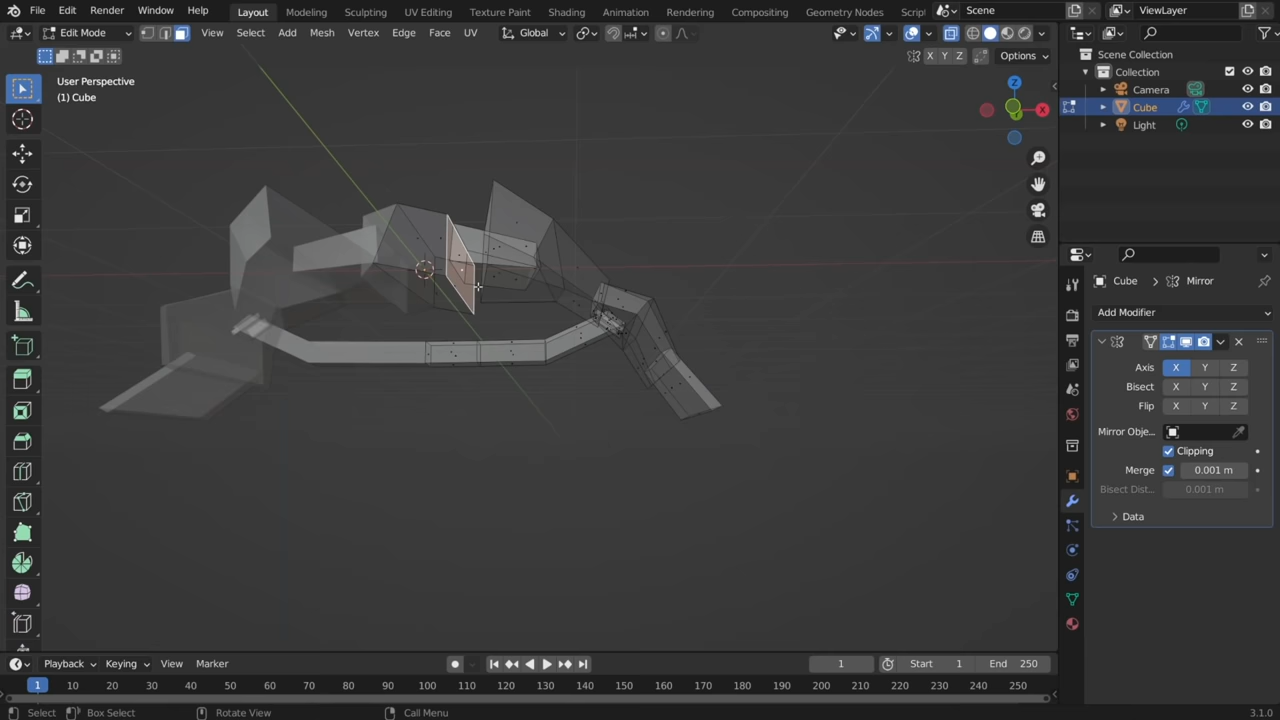 File Edit Render Window Help Layout Modeling Sculpting UV Editing Texture Paint Shading Animation Rendering Compositing Geometry Nodes Scrip Scene ViewLayer
Edit Mode View Select Add Mesh Vertex Edge Face UV Global
X Y Z Options
User Perspective
(1) Cube
Z
X
Y
Scene Collection
Collection
Camera
Cube
Light
Cube Mirror
Add Modifier
Axis X Y Z
Bisect X Y Z
Flip X Y Z
Mirror Obje...
Clipping
Merge 0.001 m
Bisect Dist... 0.001 m
Data
Playback Keying View Marker 1 Start 1 End 250
1 10 20 30 40 50 60 70 80 90 100 110 120 130 140 150 160 170 180 190 200 210 220 230 240 250
Select Box Select Rotate View Call Menu 3.1.0